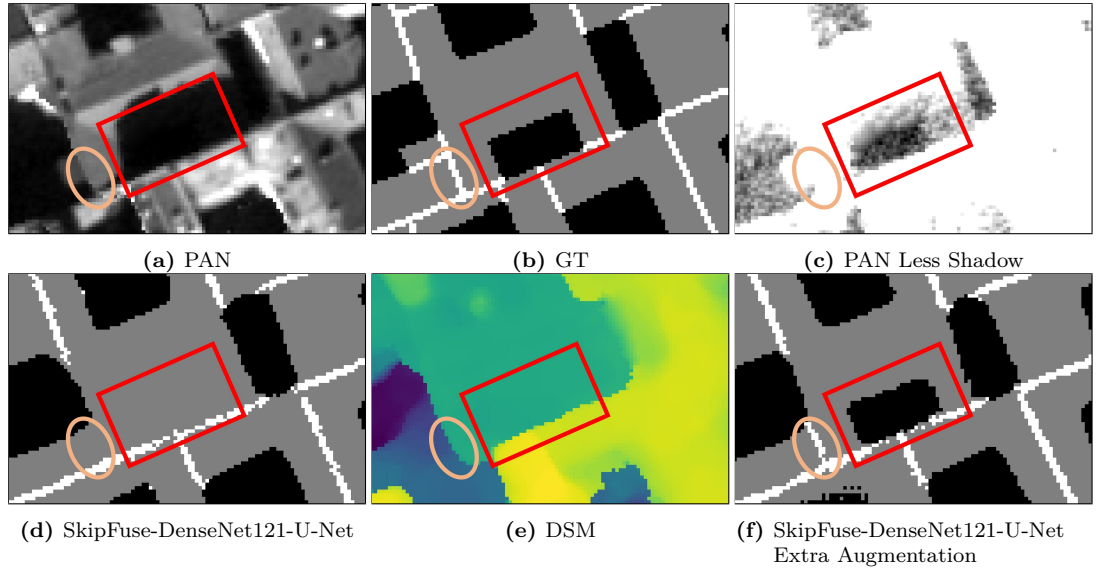 (a) PAN
(b) GT
(c) PAN Less Shadow
(d) SkipFuse-DenseNet121-U-Net
(e) DSM
(f) SkipFuse-DenseNet121-U-Net
Extra Augmentation